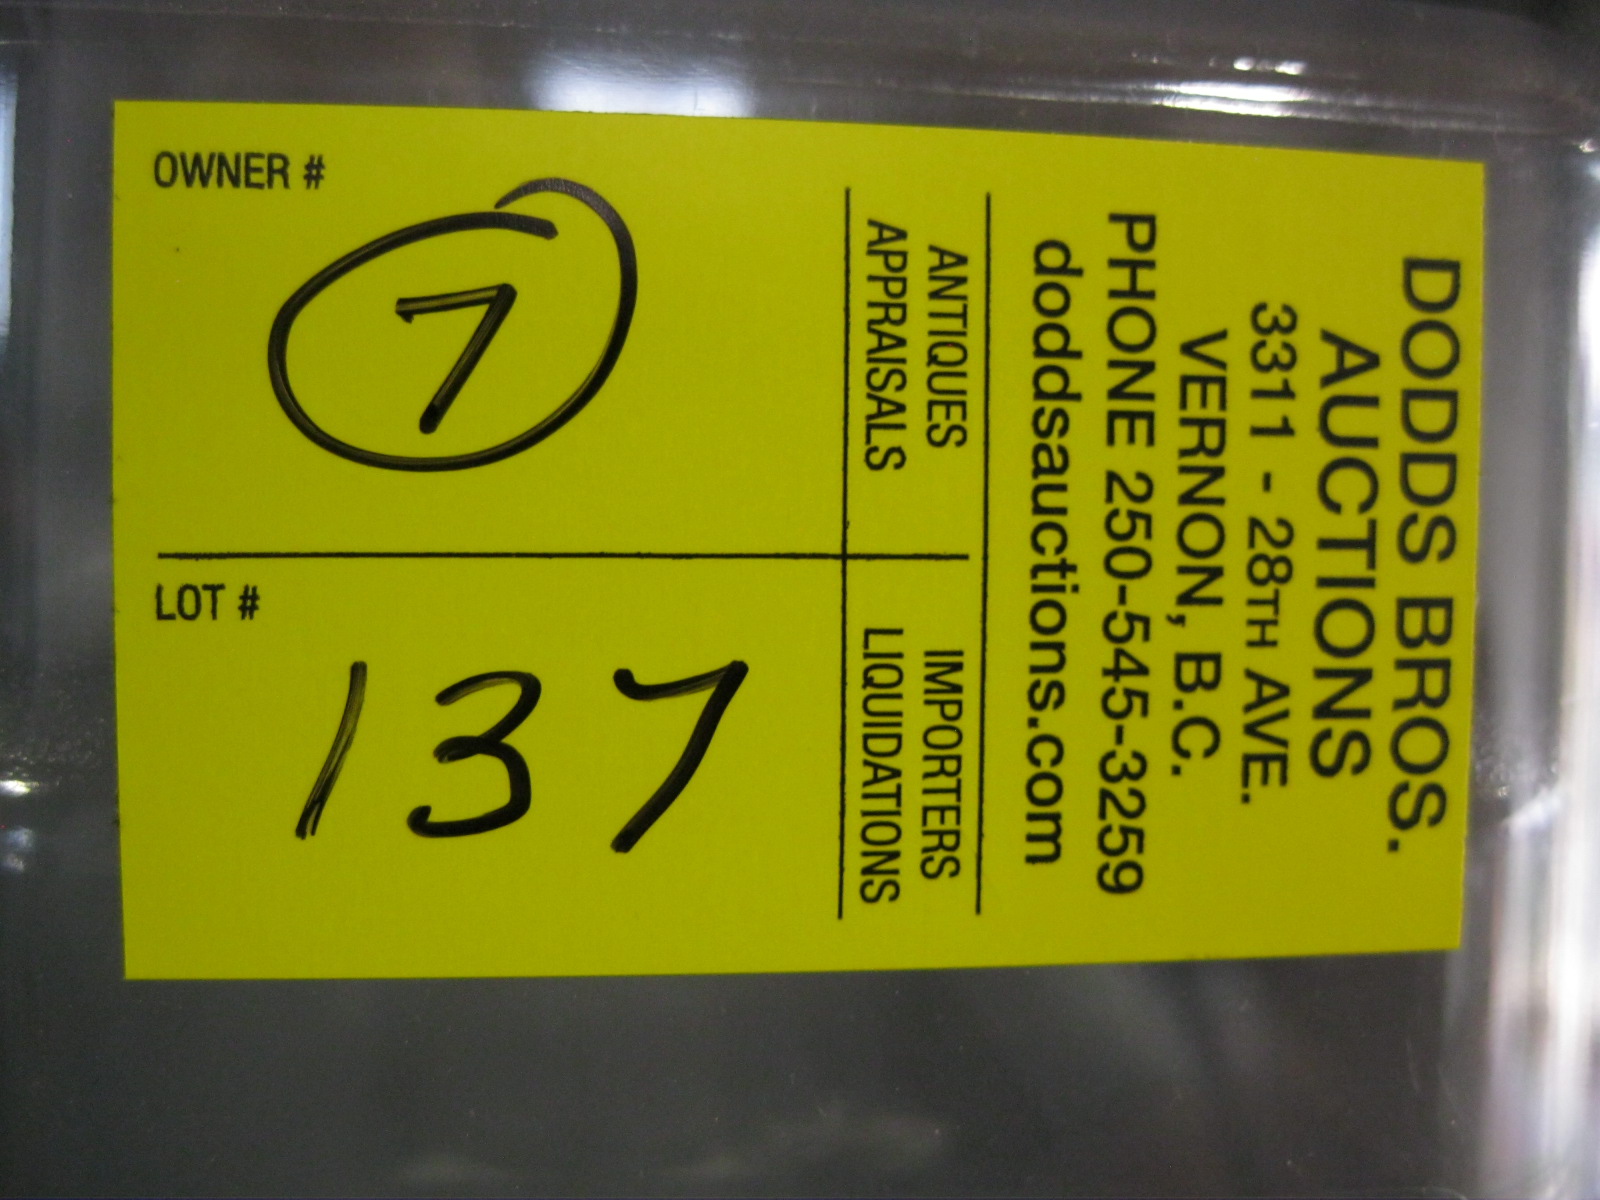 DODDS BROS.
AUCTIONS
3311 - 28TH AVE.
VERNON, B.C.
PHONE 250-545-3259
doddsauctions.com
ANTIQUES
APPRAISALS
IMPORTERS
LIQUIDATIONS
OWNER #
7
LOT #
137